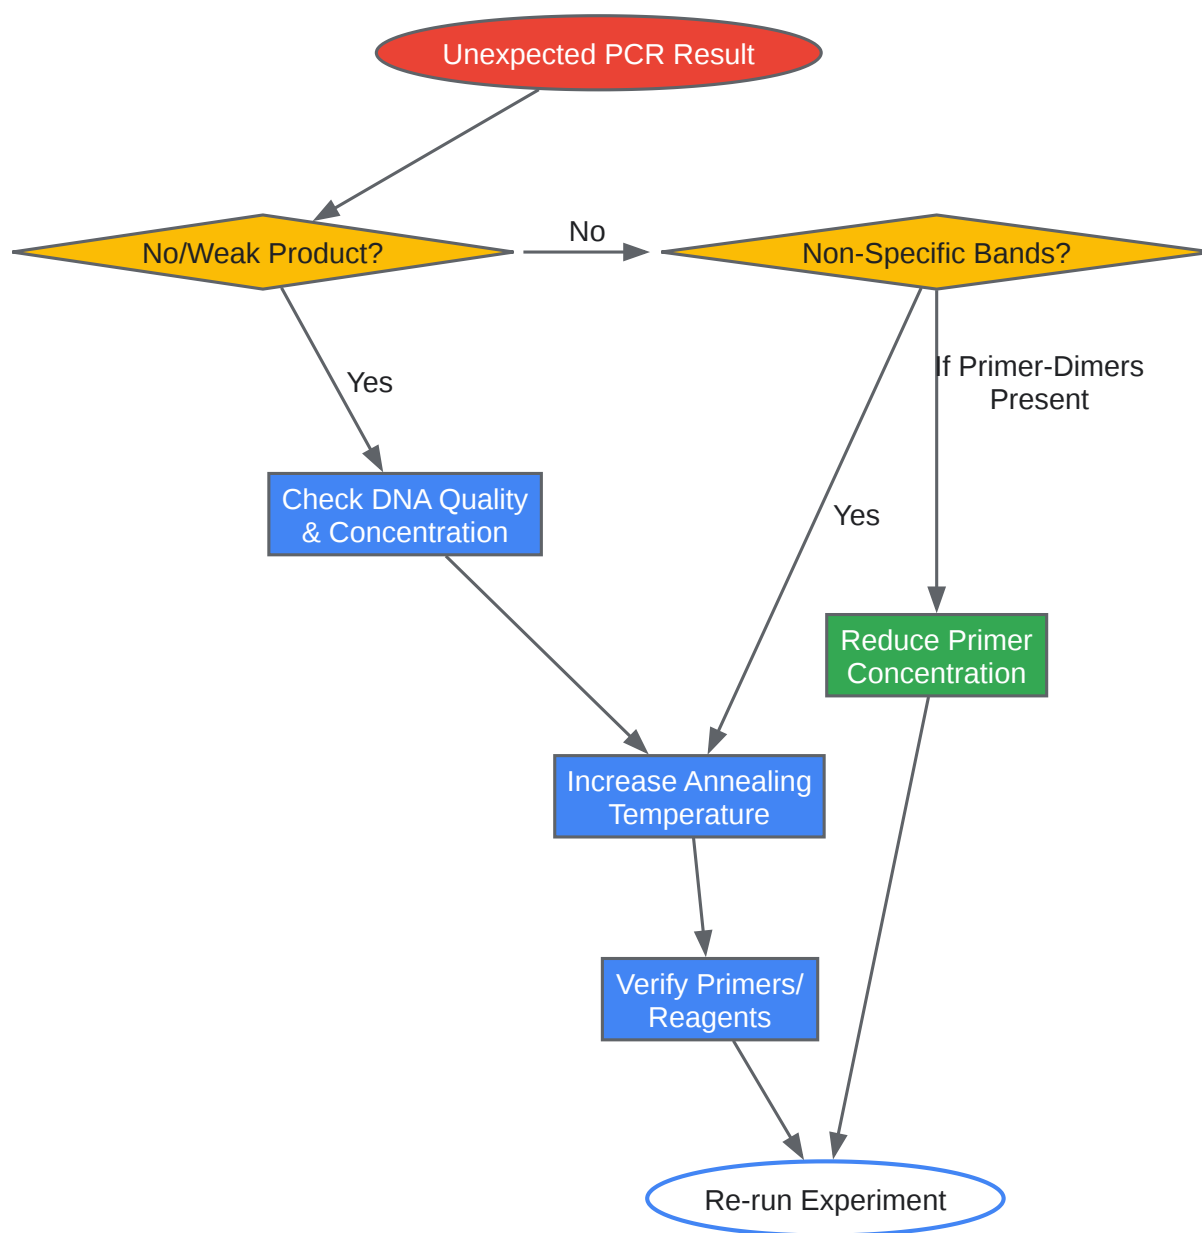 Unexpected PCR Result
No/Weak Product?
No
Non-Specific Bands?
If Primer-Dimers
Present
Yes
Check DNA Quality
& Concentration
Yes
Reduce Primer
Concentration
Increase Annealing
Temperature
Verify Primers/
Reagents
Re-run Experiment